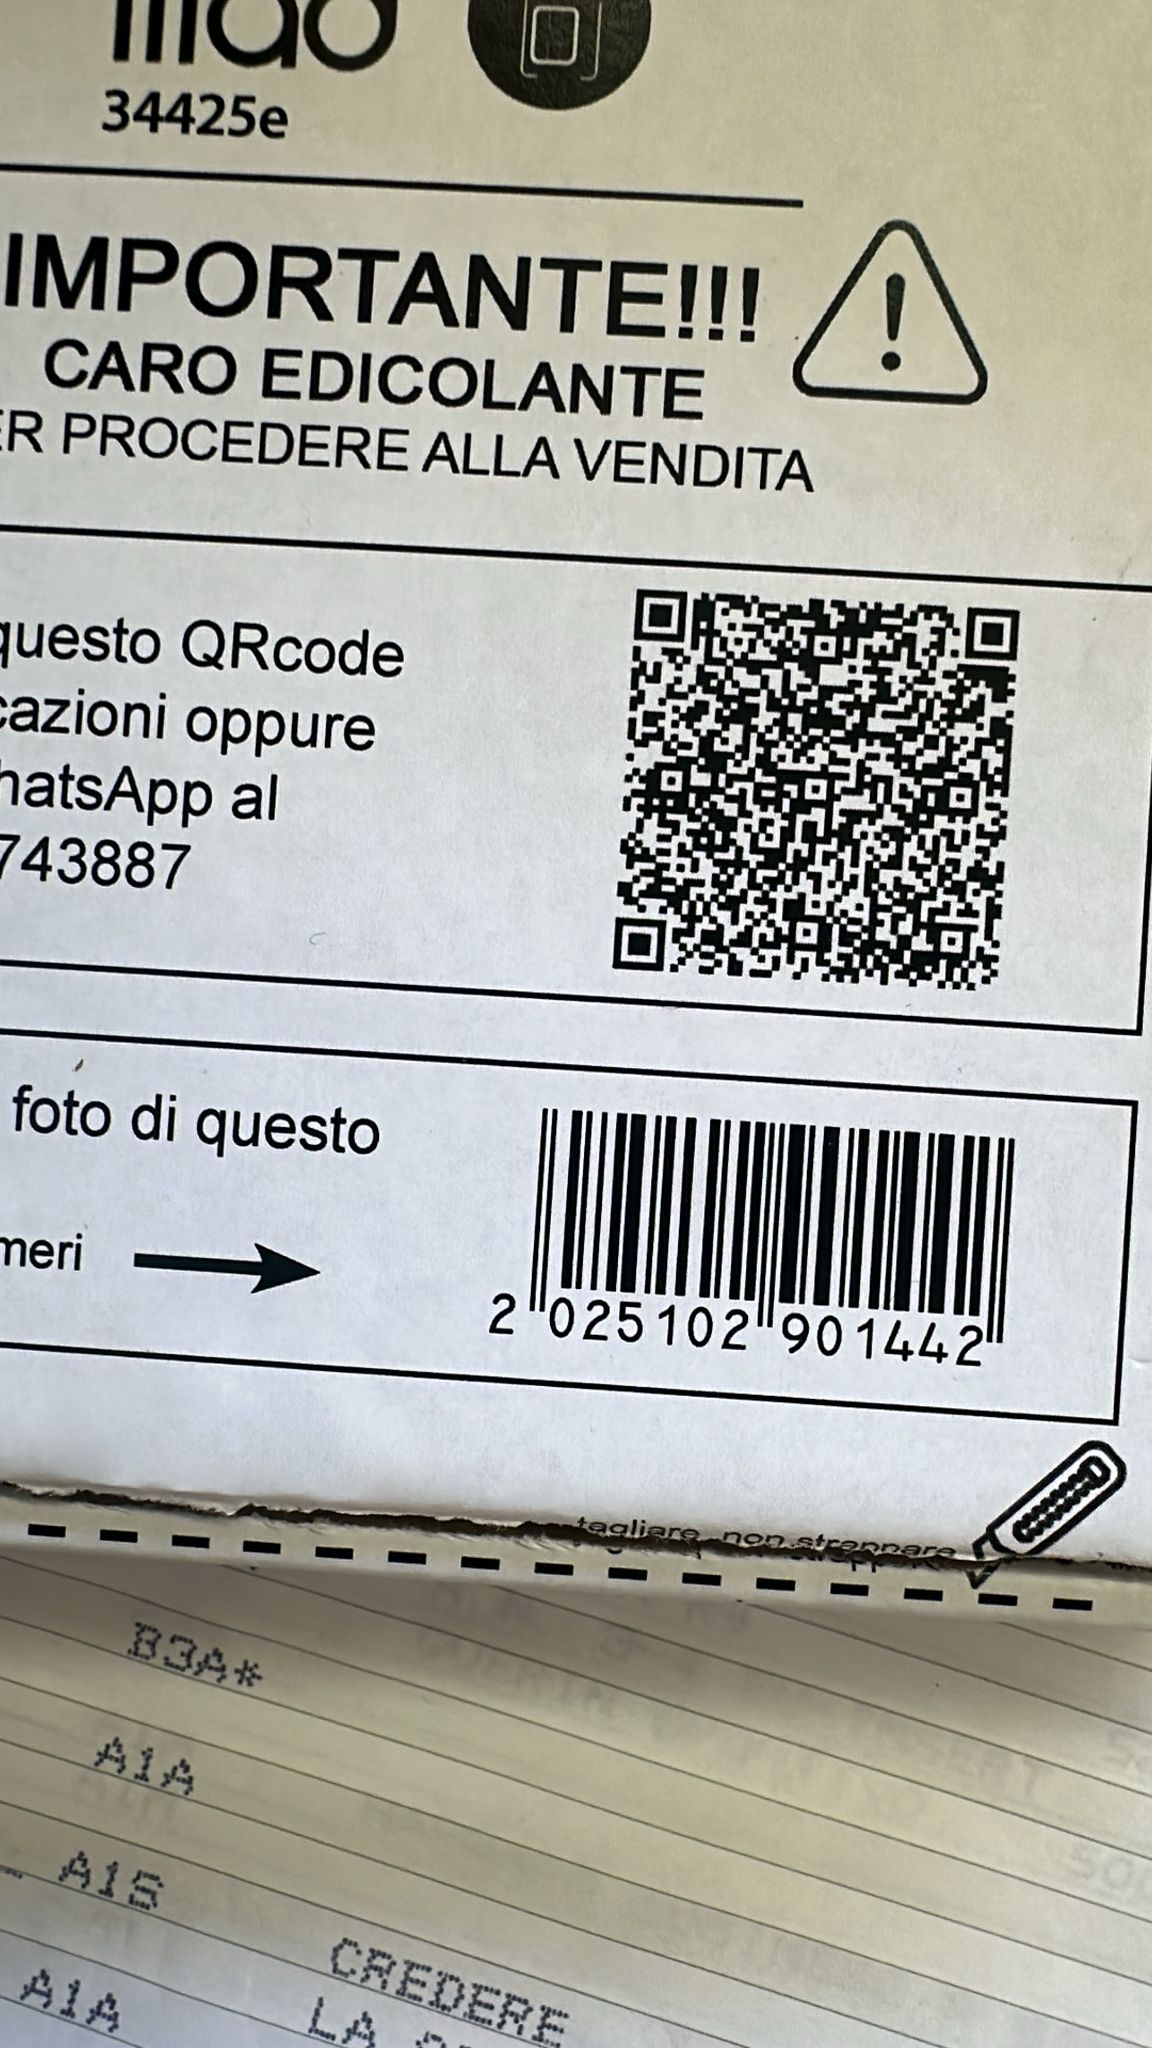 34425e
IMPORTANTE!!!
CARO EDICOLANTE
ER PROCEDERE ALLA VENDITA
questo QRcode
cazioni oppure
hatsApp al
743887
foto di questo
meri
2 025102 901442
tagliare, non strappare
B3A*
A1A
A1S
A1A
CREDERE
LA